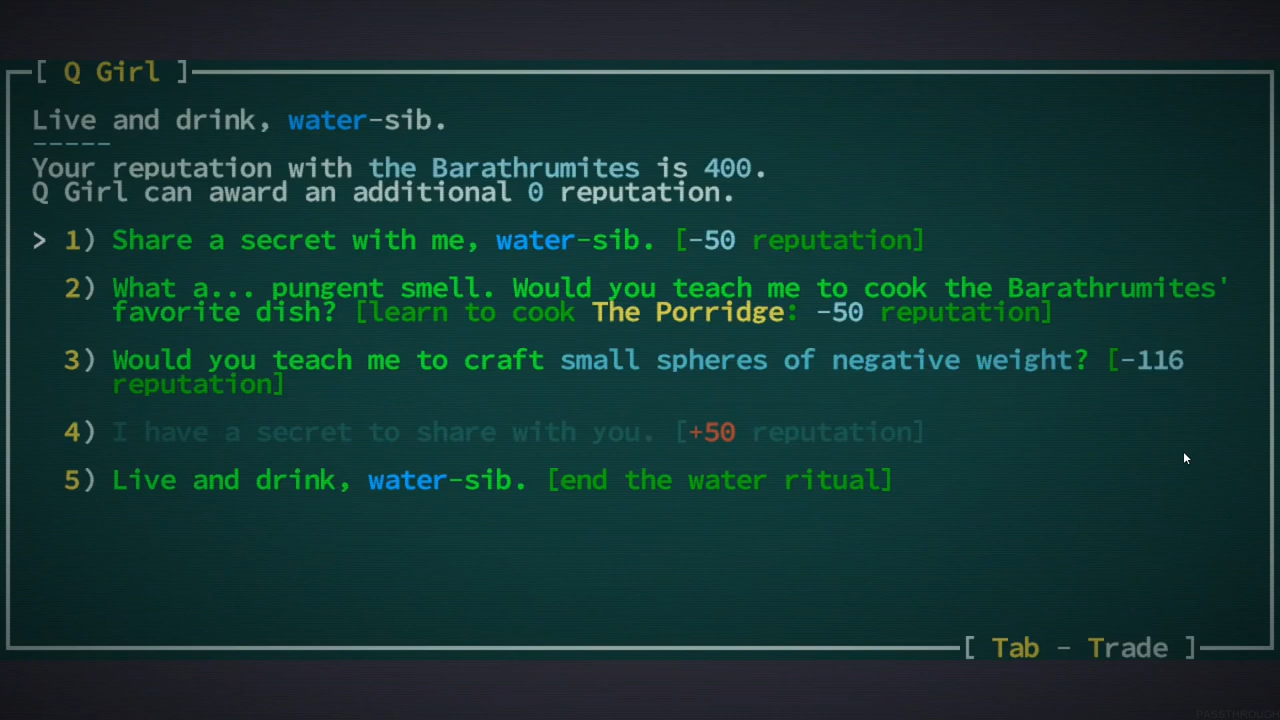 [ Q Girl ]
Live and drink, water-sib.
-----
Your reputation with the Barathrumites is 400.
Q Girl can award an additional 0 reputation.
> 1) Share a secret with me, water-sib. [-50 reputation]
2) What a... pungent smell. Would you teach me to cook the Barathrumites'
favorite dish? [learn to cook The Porridge: -50 reputation]
3) Would you teach me to craft small spheres of negative weight? [-116
reputation]
4) I have a secret to share with you. [+50 reputation]
5) Live and drink, water-sib. [end the water ritual]
[ Tab - Trade ]